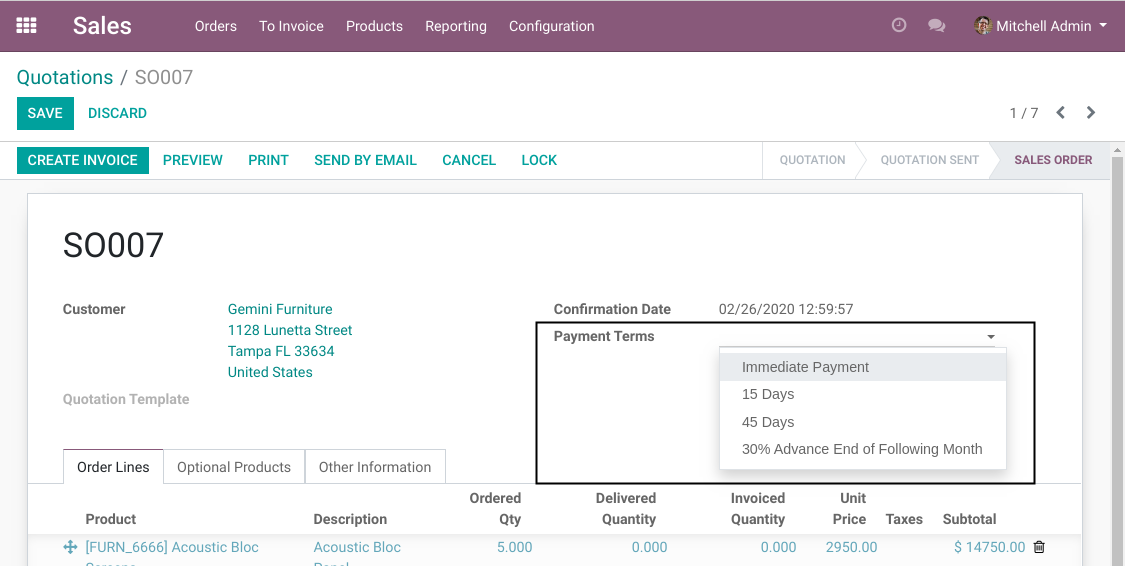 Sales Orders To Invoice Products Reporting Configuration Mitchell Admin
Quotations / SO007
SAVE DISCARD 1 / 7
CREATE INVOICE PREVIEW PRINT SEND BY EMAIL CANCEL LOCK QUOTATION QUOTATION SENT SALES ORDER
SO007
Customer Gemini Furniture Confirmation Date 02/26/2020 12:59:57
1128 Lunetta Street Payment Terms
Tampa FL 33634 Immediate Payment
United States 15 Days
Quotation Template 45 Days
30% Advance End of Following Month
Order Lines Optional Products Other Information
Ordered Delivered Invoiced Unit
Product Description Qty Quantity Quantity Price Taxes Subtotal
[FURN_6666] Acoustic Bloc Acoustic Bloc 5.000 0.000 0.000 2950.00 $ 14750.00